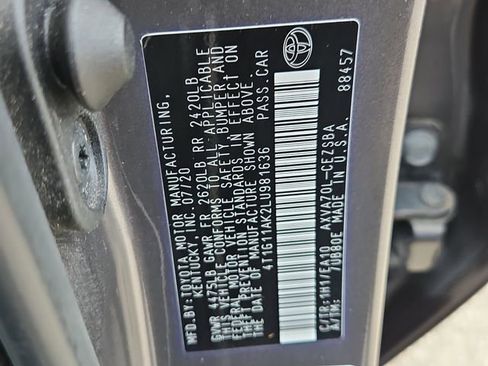 MFD.BY:TOYOTA MOTOR MANUFACTURING,
KENTUCKY, INC. 07/20
GVWR 4475LB GAWR FR 2620LB RR 2420LB
THIS VEHICLE CONFORMS TO ALL APPLICABLE
FEDERAL MOTOR VEHICLE SAFETY, BUMPER AND
THEFT PREVENTION STANDARDS IN EFFECT ON
THE DATE OF MANUFACTURE SHOWN ABOVE.
4T1G11AK2LU981636 PASS.CAR
C/TR:1H1/EA10 AXVA70L-CEZSBA
/TM: 70B80E MADE IN U.S.A.
88457